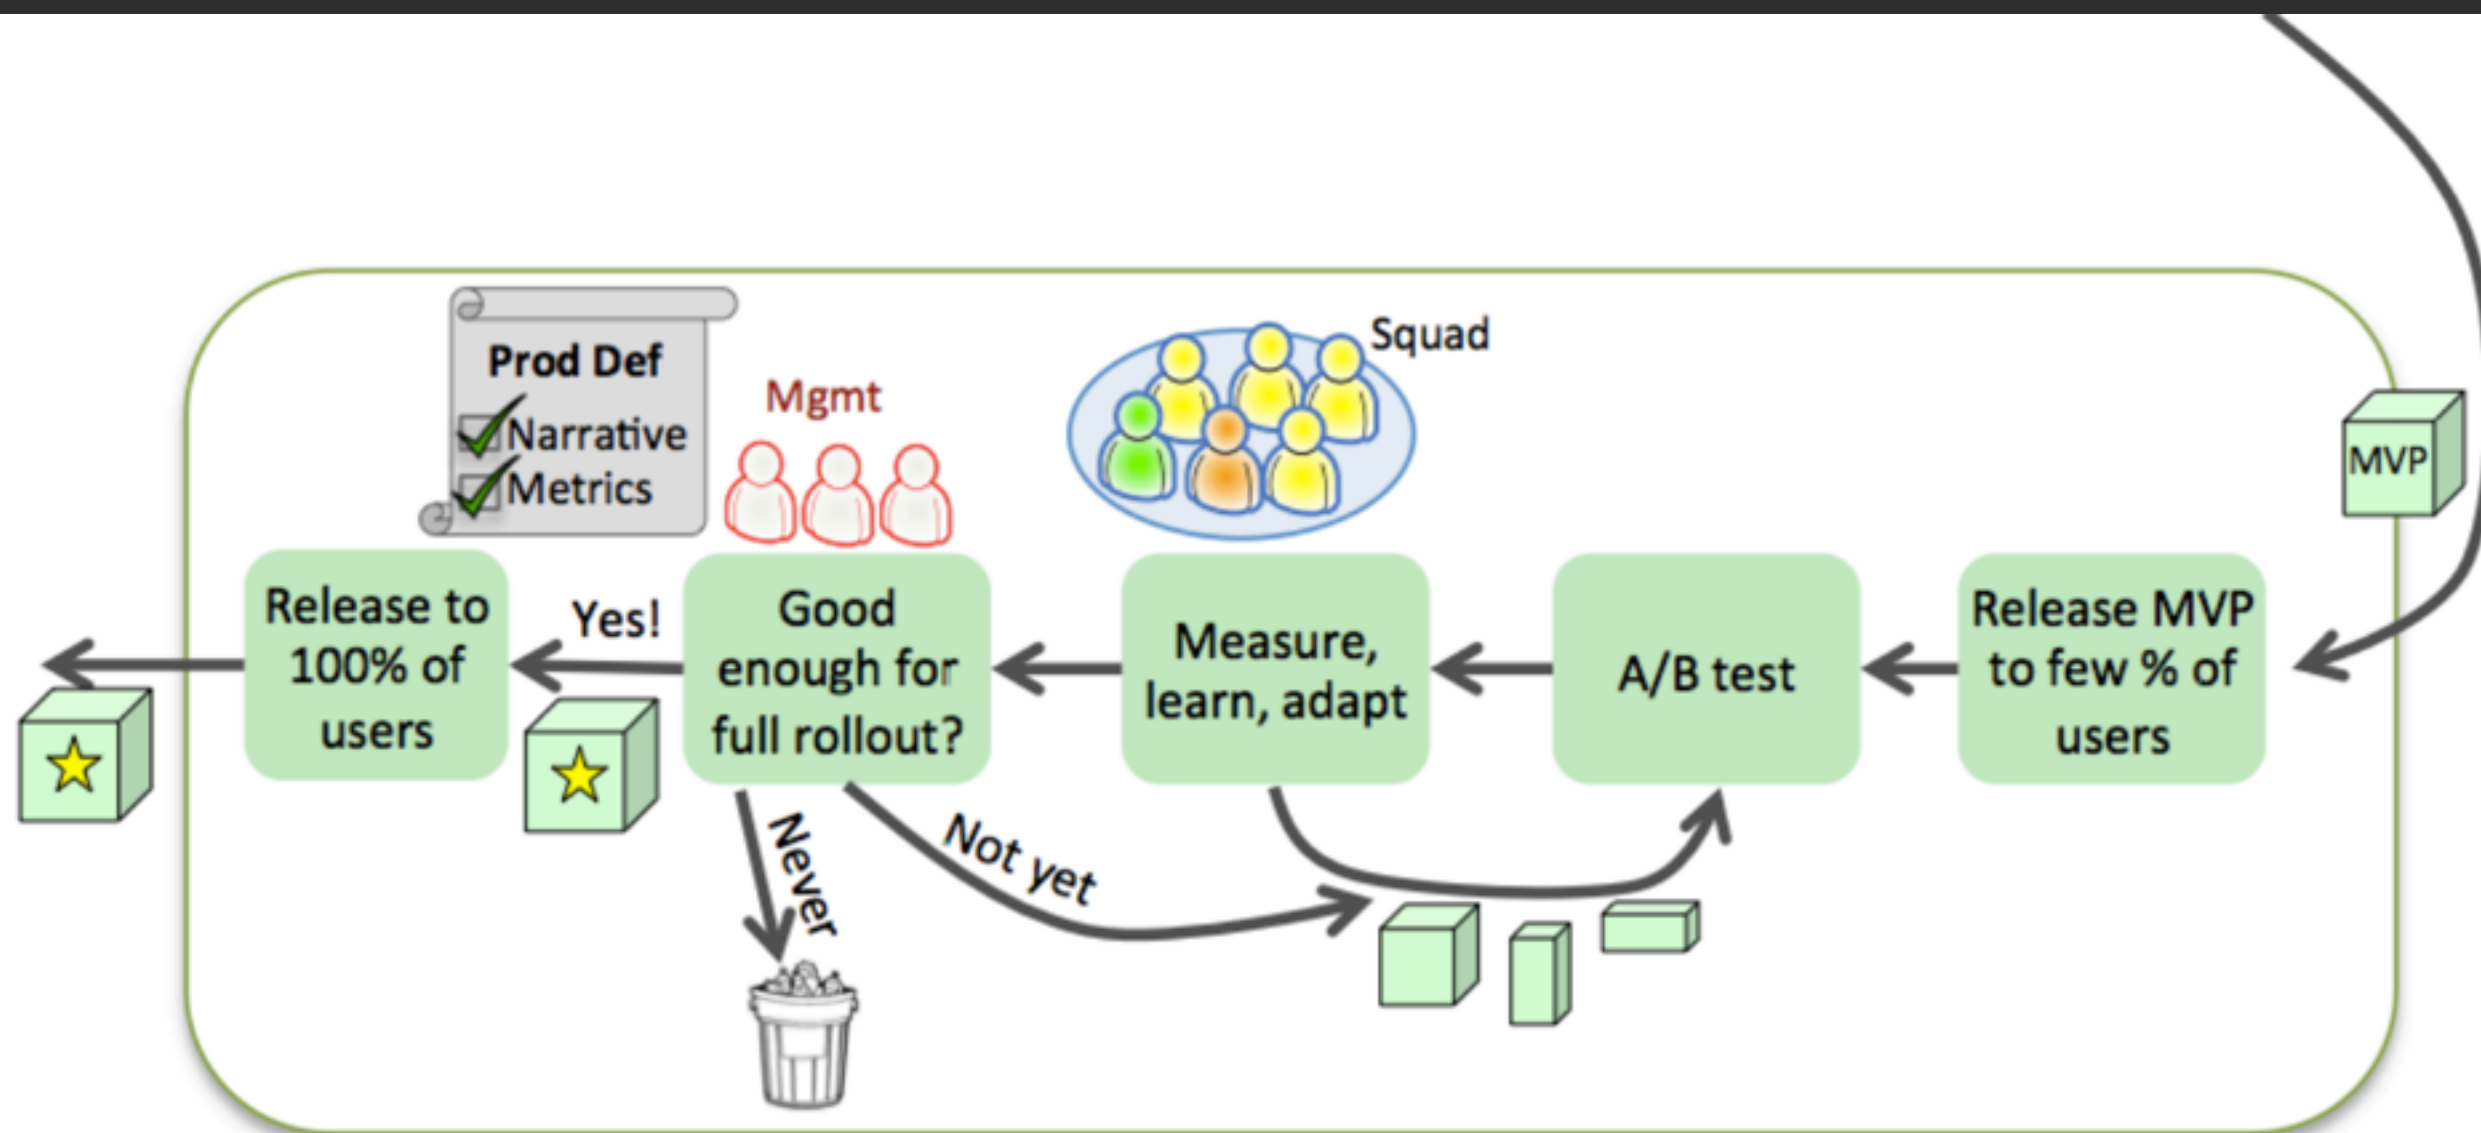 Prod Def
Narrative
Metrics
Mgmt
Squad
MVP
Release to
100% of
users
Yes!
Good
enough for
full rollout?
Measure,
learn, adapt
A/B test
Release MVP
to few % of
users
Never
Not yet